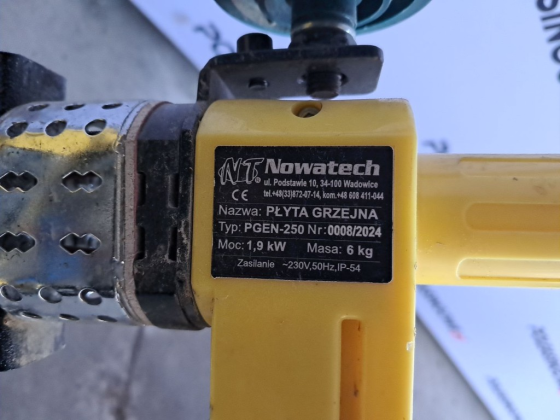 N.T. Nowatech
ul. Podstawie 10, 34-100 Wadowice
CE tel.+48(33)872-07-14, kom.+48 608 411-044
Nazwa: PŁYTA GRZEJNA
Typ: PGEN-250 Nr: 0008/2024
Moc: 1,9 kW Masa: 6 kg
Zasilanie ~230V,50Hz,IP-54